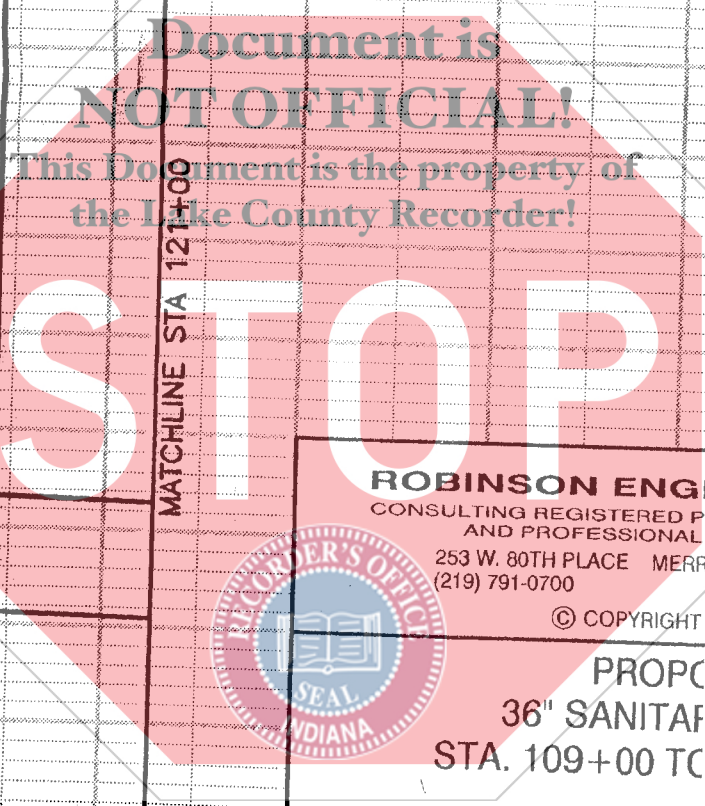 Document is
NOT OFFICIAL!
This Document is the property of
the Lake County Recorder!
STOP
MATCHLINE STA 121+00
ROBINSON ENG
CONSULTING REGISTERED P
AND PROFESSIONAL
253 W. 80TH PLACE MERR
(219) 791-0700
© COPYRIGHT
RECORDER'S OFFICE
SEAL
INDIANA
PROPO
36" SANITAR
STA. 109+00 TO